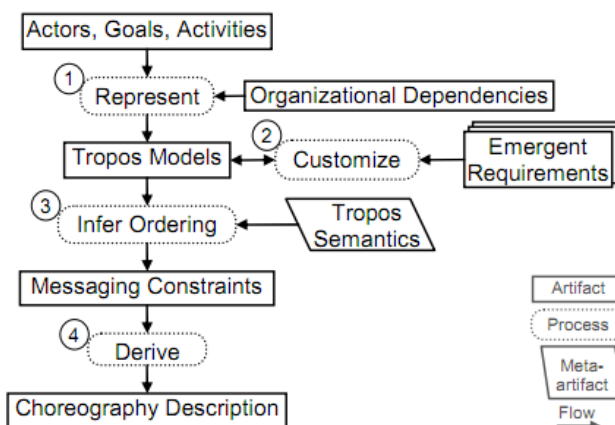 Actors, Goals, Activities
1
Represent
Organizational Dependencies
2
Tropos Models
Customize
Emergent
Requirements
3
Infer Ordering
Tropos
Semantics
Messaging Constraints
4
Derive
Choreography Description
Artifact
Process
Meta-
artifact
Flow